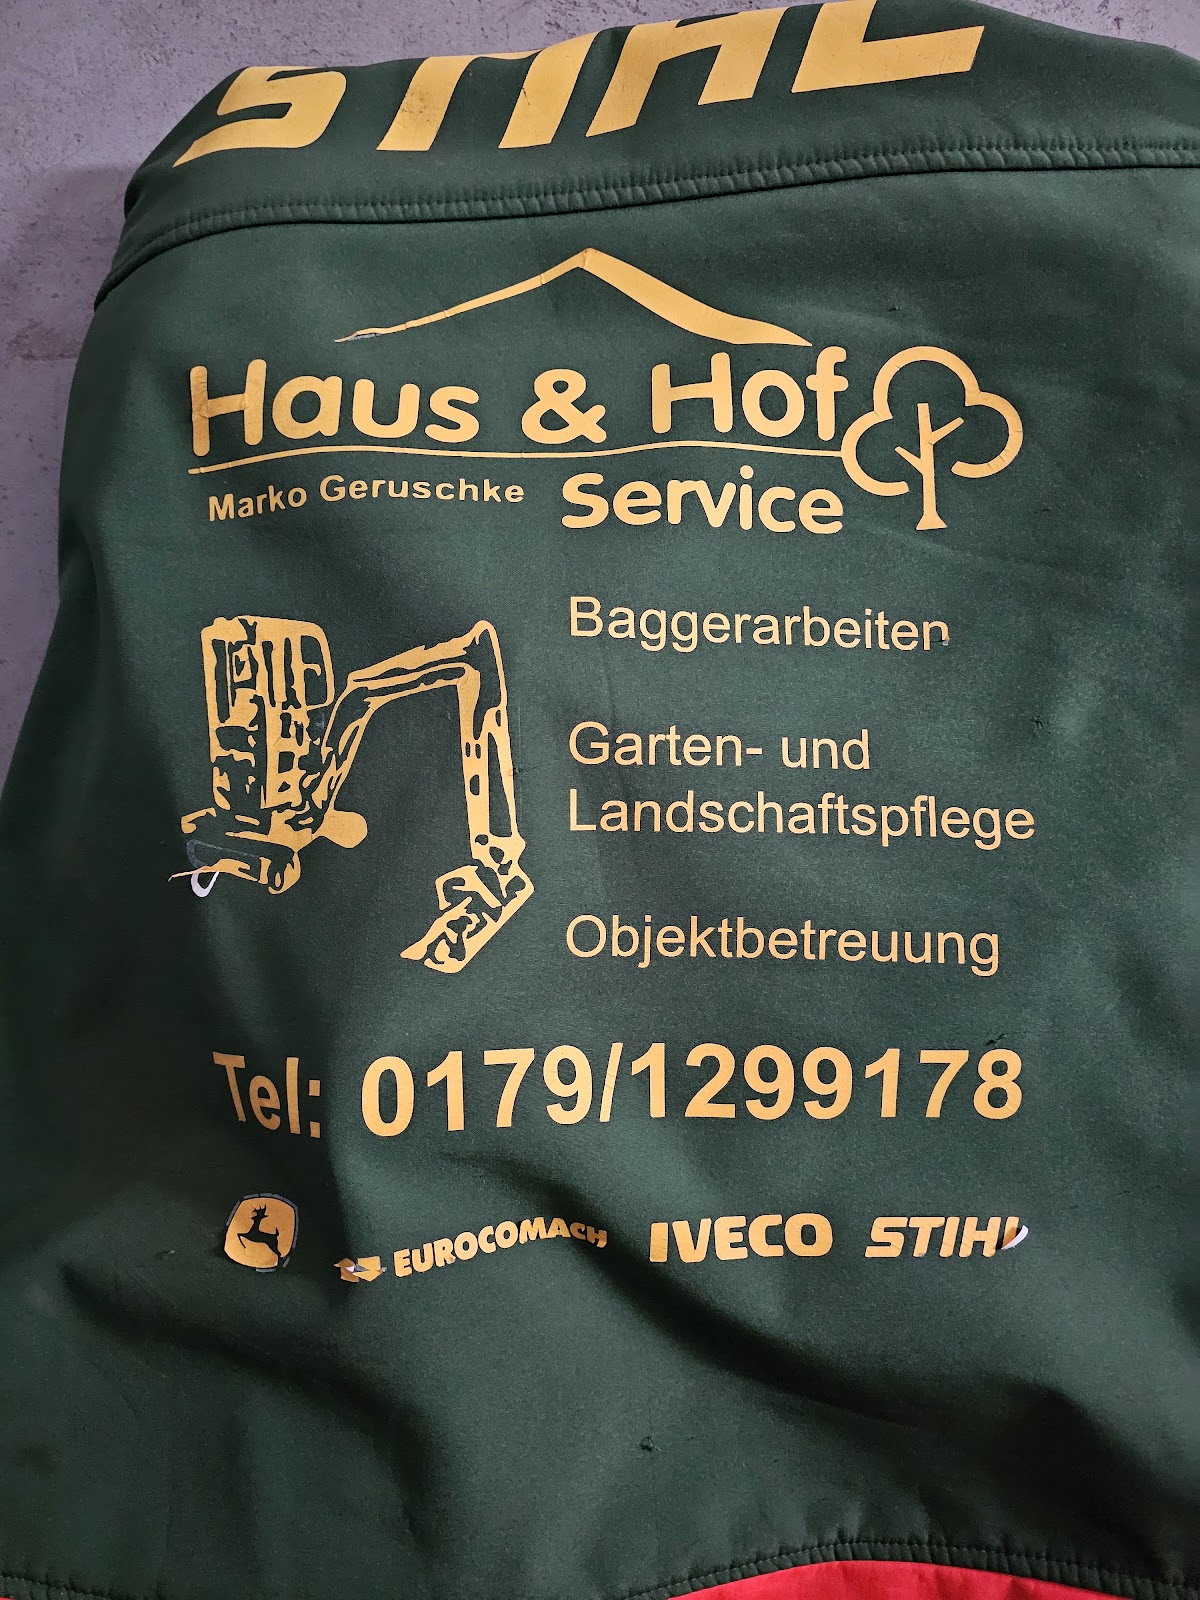 STIHL
Haus & Hof
Marko Geruschke Service
Baggerarbeiten
Garten- und
Landschaftspflege
Objektbetreuung
Tel: 0179/1299178
EUROCOMACH IVECO STIHL